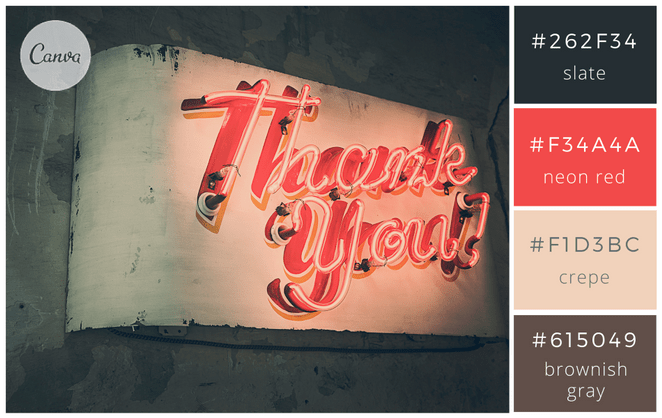 Canva
Thank
You!
#262F34
slate
#F34A4A
neon red
#F1D3BC
crepe
#615049
brownish
gray